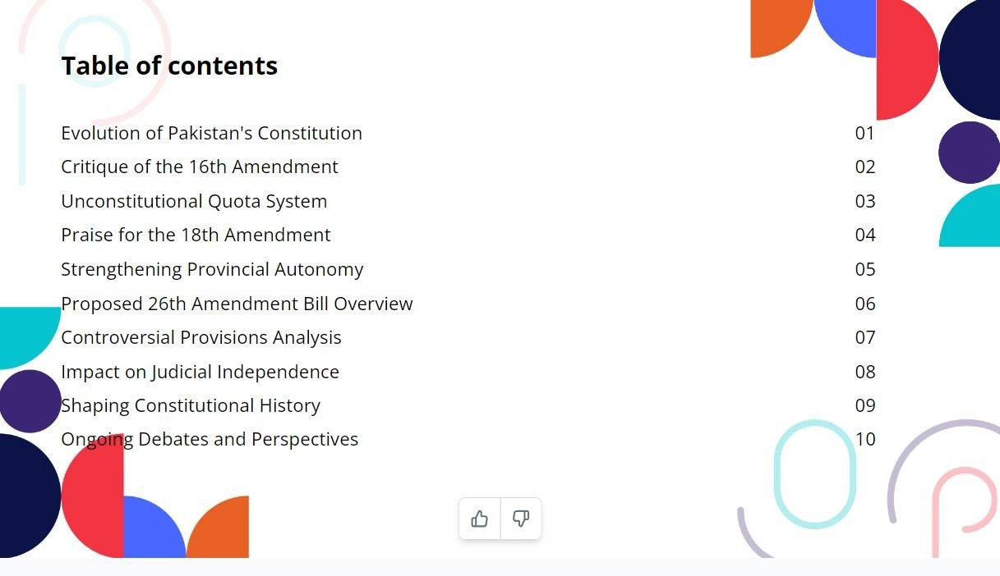 Table of contents
Evolution of Pakistan's Constitution 01
Critique of the 16th Amendment 02
Unconstitutional Quota System 03
Praise for the 18th Amendment 04
Strengthening Provincial Autonomy 05
Proposed 26th Amendment Bill Overview 06
Controversial Provisions Analysis 07
Impact on Judicial Independence 08
Shaping Constitutional History 09
Ongoing Debates and Perspectives 10